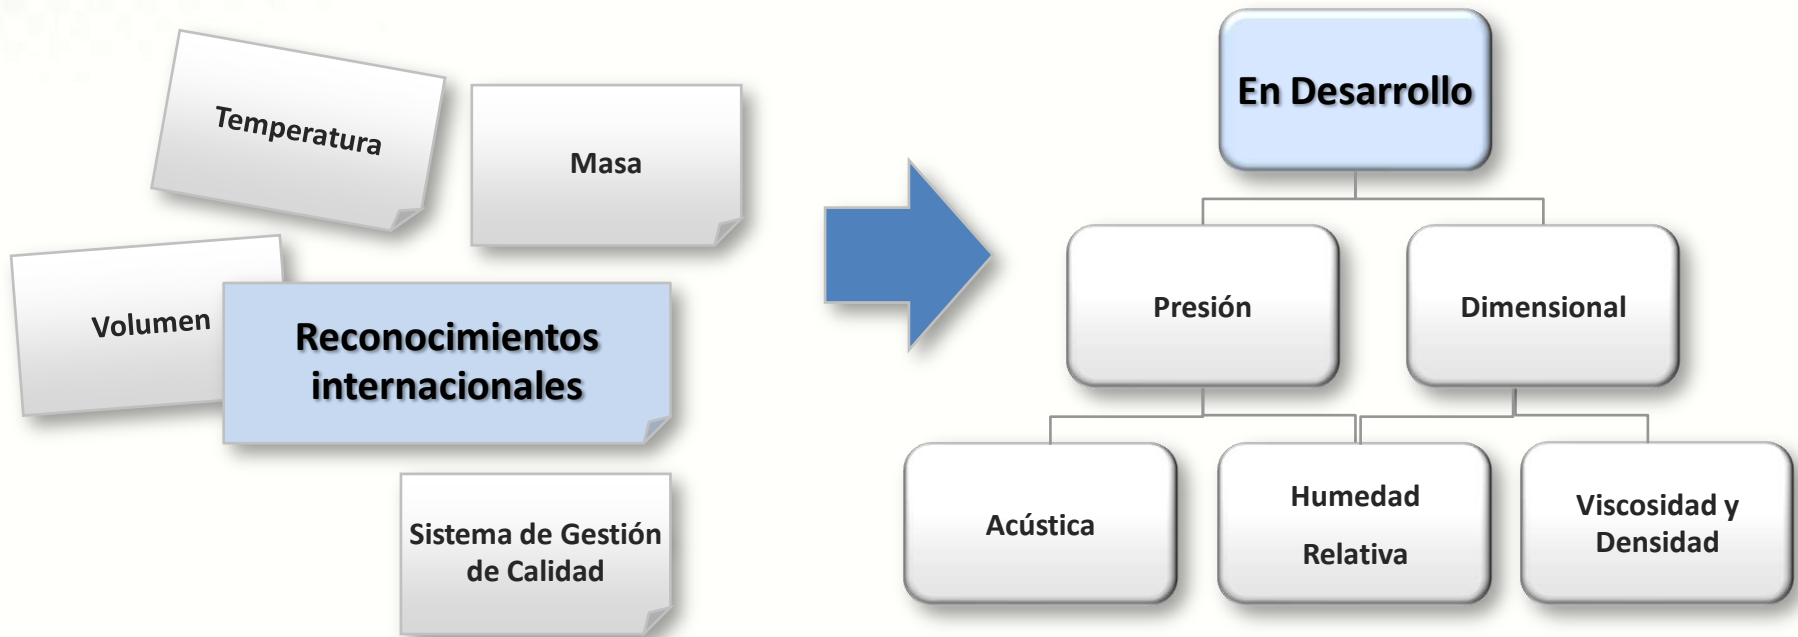 Temperatura
Masa
Volumen
Reconocimientos
internacionales
Sistema de Gestión
de Calidad
En Desarrollo
Presión
Dimensional
Acústica
Humedad
Relativa
Viscosidad y
Densidad